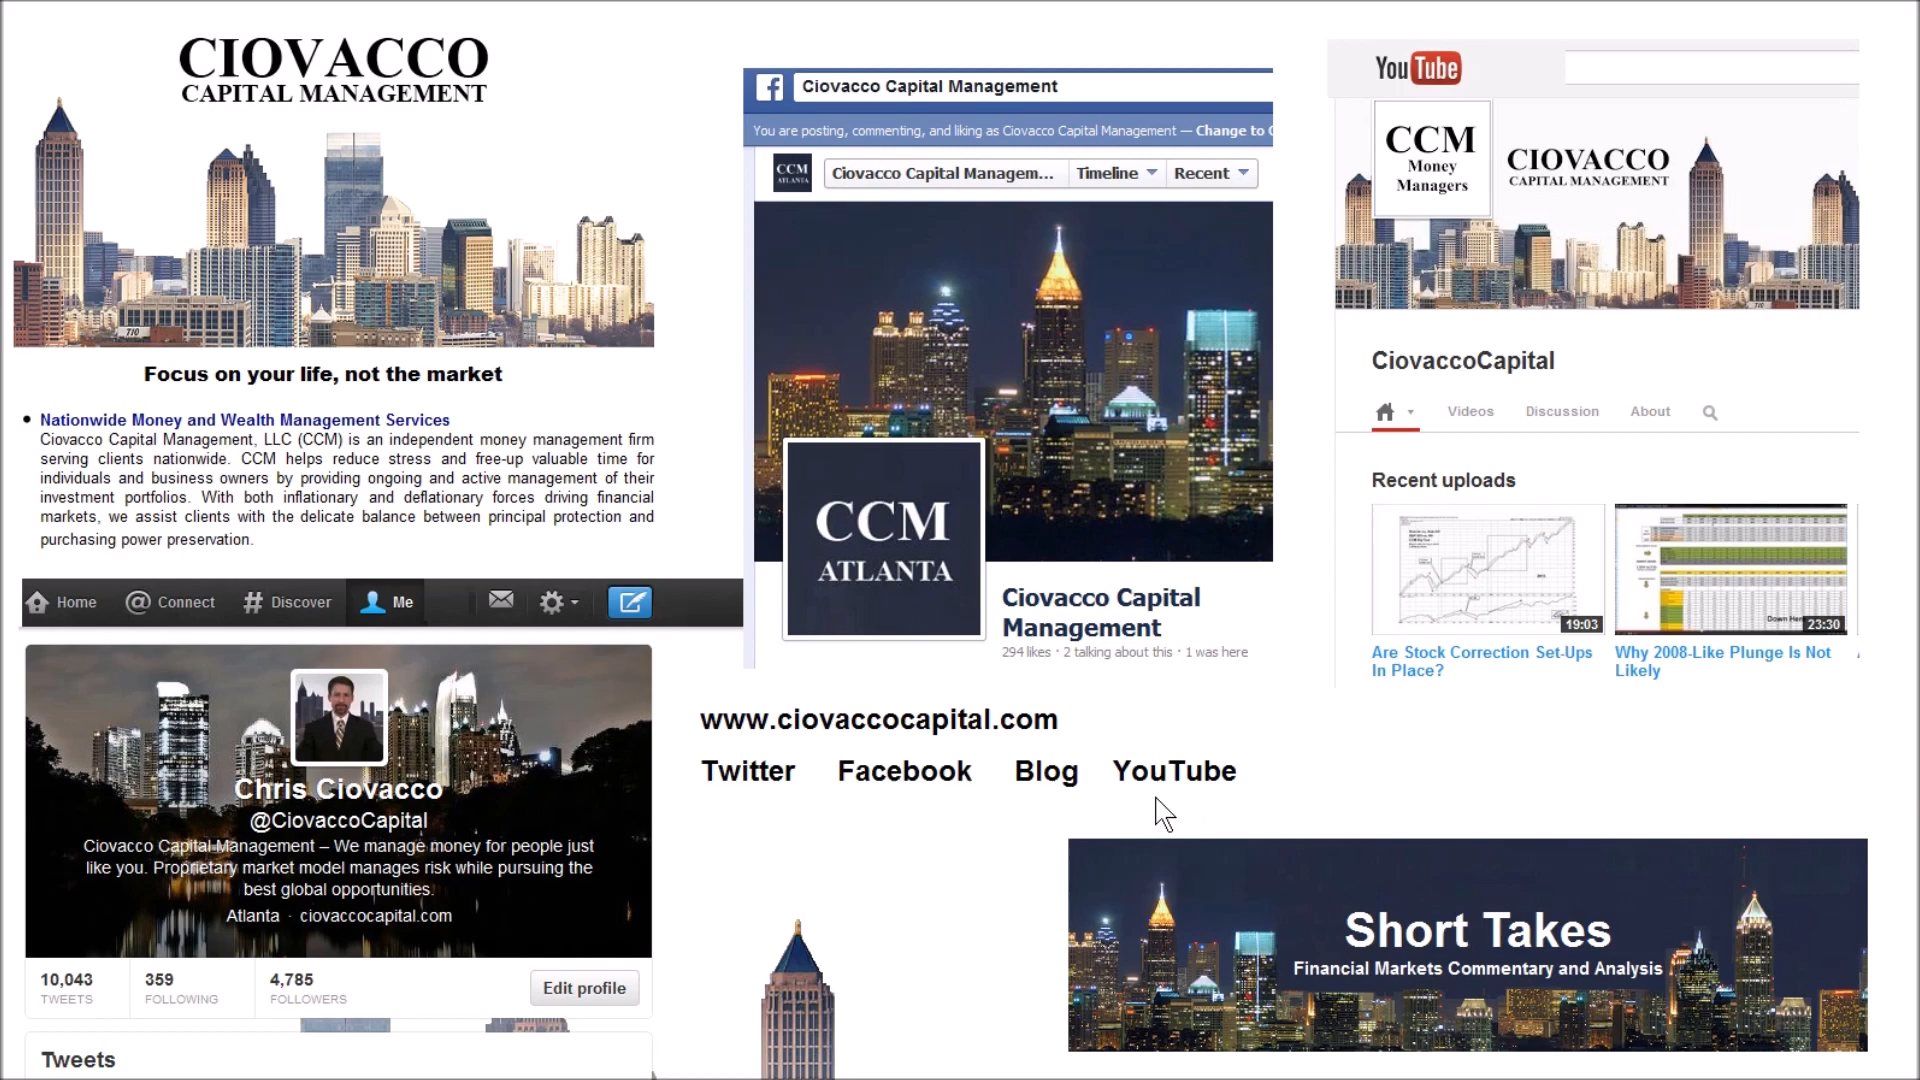 CIOVACCO
CAPITAL MANAGEMENT
710
Focus on your life, not the market
Nationwide Money and Wealth Management Services
Ciovacco Capital Management, LLC (CCM) is an independent money management firm
serving clients nationwide. CCM helps reduce stress and free-up valuable time for
individuals and business owners by providing ongoing and active management of their
investment portfolios. With both inflationary and deflationary forces driving financial
markets, we assist clients with the delicate balance between principal protection and
purchasing power preservation.
Home
Connect
Discover
Me
Chris Ciovacco
@CiovaccoCapital
Ciovacco Capital Management – We manage money for people just
like you. Proprietary market model manages risk while pursuing the
best global opportunities.
Atlanta · ciovaccocapital.com
10,043
TWEETS
359
FOLLOWING
4,785
FOLLOWERS
Edit profile
Tweets
Ciovacco Capital Management
You are posting, commenting, and liking as Ciovacco Capital Management — Change to
CCM
ATLANTA
Ciovacco Capital Managem...
Timeline
Recent
CCM
ATLANTA
Ciovacco Capital
Management
294 likes · 2 talking about this · 1 was here
www.ciovaccocapital.com
Twitter Facebook Blog YouTube
YouTube
CCM
Money
Managers
CIOVACCO
CAPITAL MANAGEMENT
710
CiovaccoCapital
Videos
Discussion
About
Recent uploads
19:03
Are Stock Correction Set-Ups
In Place?
23:30
Why 2008-Like Plunge Is Not
Likely
Short Takes
Financial Markets Commentary and Analysis